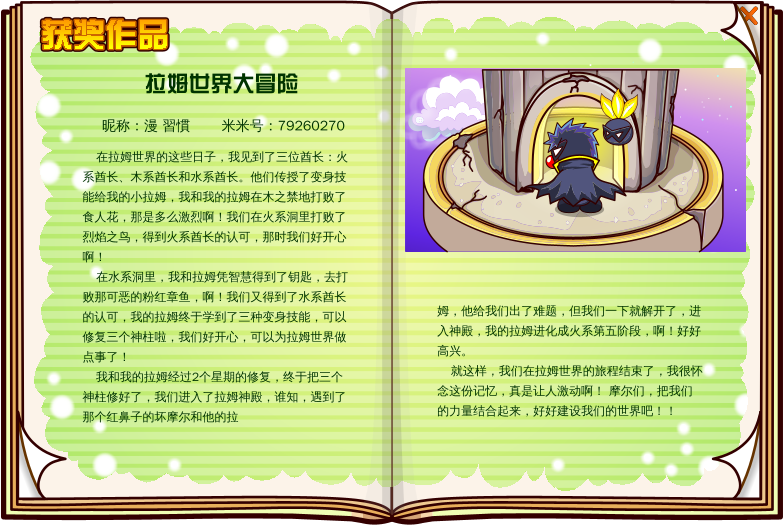 获奖作品
拉姆世界大冒险
昵称：漫 習慣 米米号：79260270
在拉姆世界的这些日子，我见到了三位酋长：火
系酋长、木系酋长和水系酋长。他们传授了变身技
能给我的小拉姆，我和我的拉姆在木之禁地打败了
食人花，那是多么激烈啊！我们在火系洞里打败了
烈焰之鸟，得到火系酋长的认可，那时我们好开心
啊！
在水系洞里，我和拉姆凭智慧得到了钥匙，去打
败那可恶的粉红章鱼，啊！我们又得到了水系酋长
的认可，我的拉姆终于学到了三种变身技能，可以
修复三个神柱啦，我们好开心，可以为拉姆世界做
点事了！
我和我的拉姆经过2个星期的修复，终于把三个
神柱修好了，我们进入了拉姆神殿，谁知，遇到了
那个红鼻子的坏摩尔和他的拉
姆，他给我们出了难题，但我们一下就解开了，进
入神殿，我的拉姆进化成火系第五阶段，啊！好好
高兴。
就这样，我们在拉姆世界的旅程结束了，我很怀
念这份记忆，真是让人激动啊！ 摩尔们，把我们
的力量结合起来，好好建设我们的世界吧！！